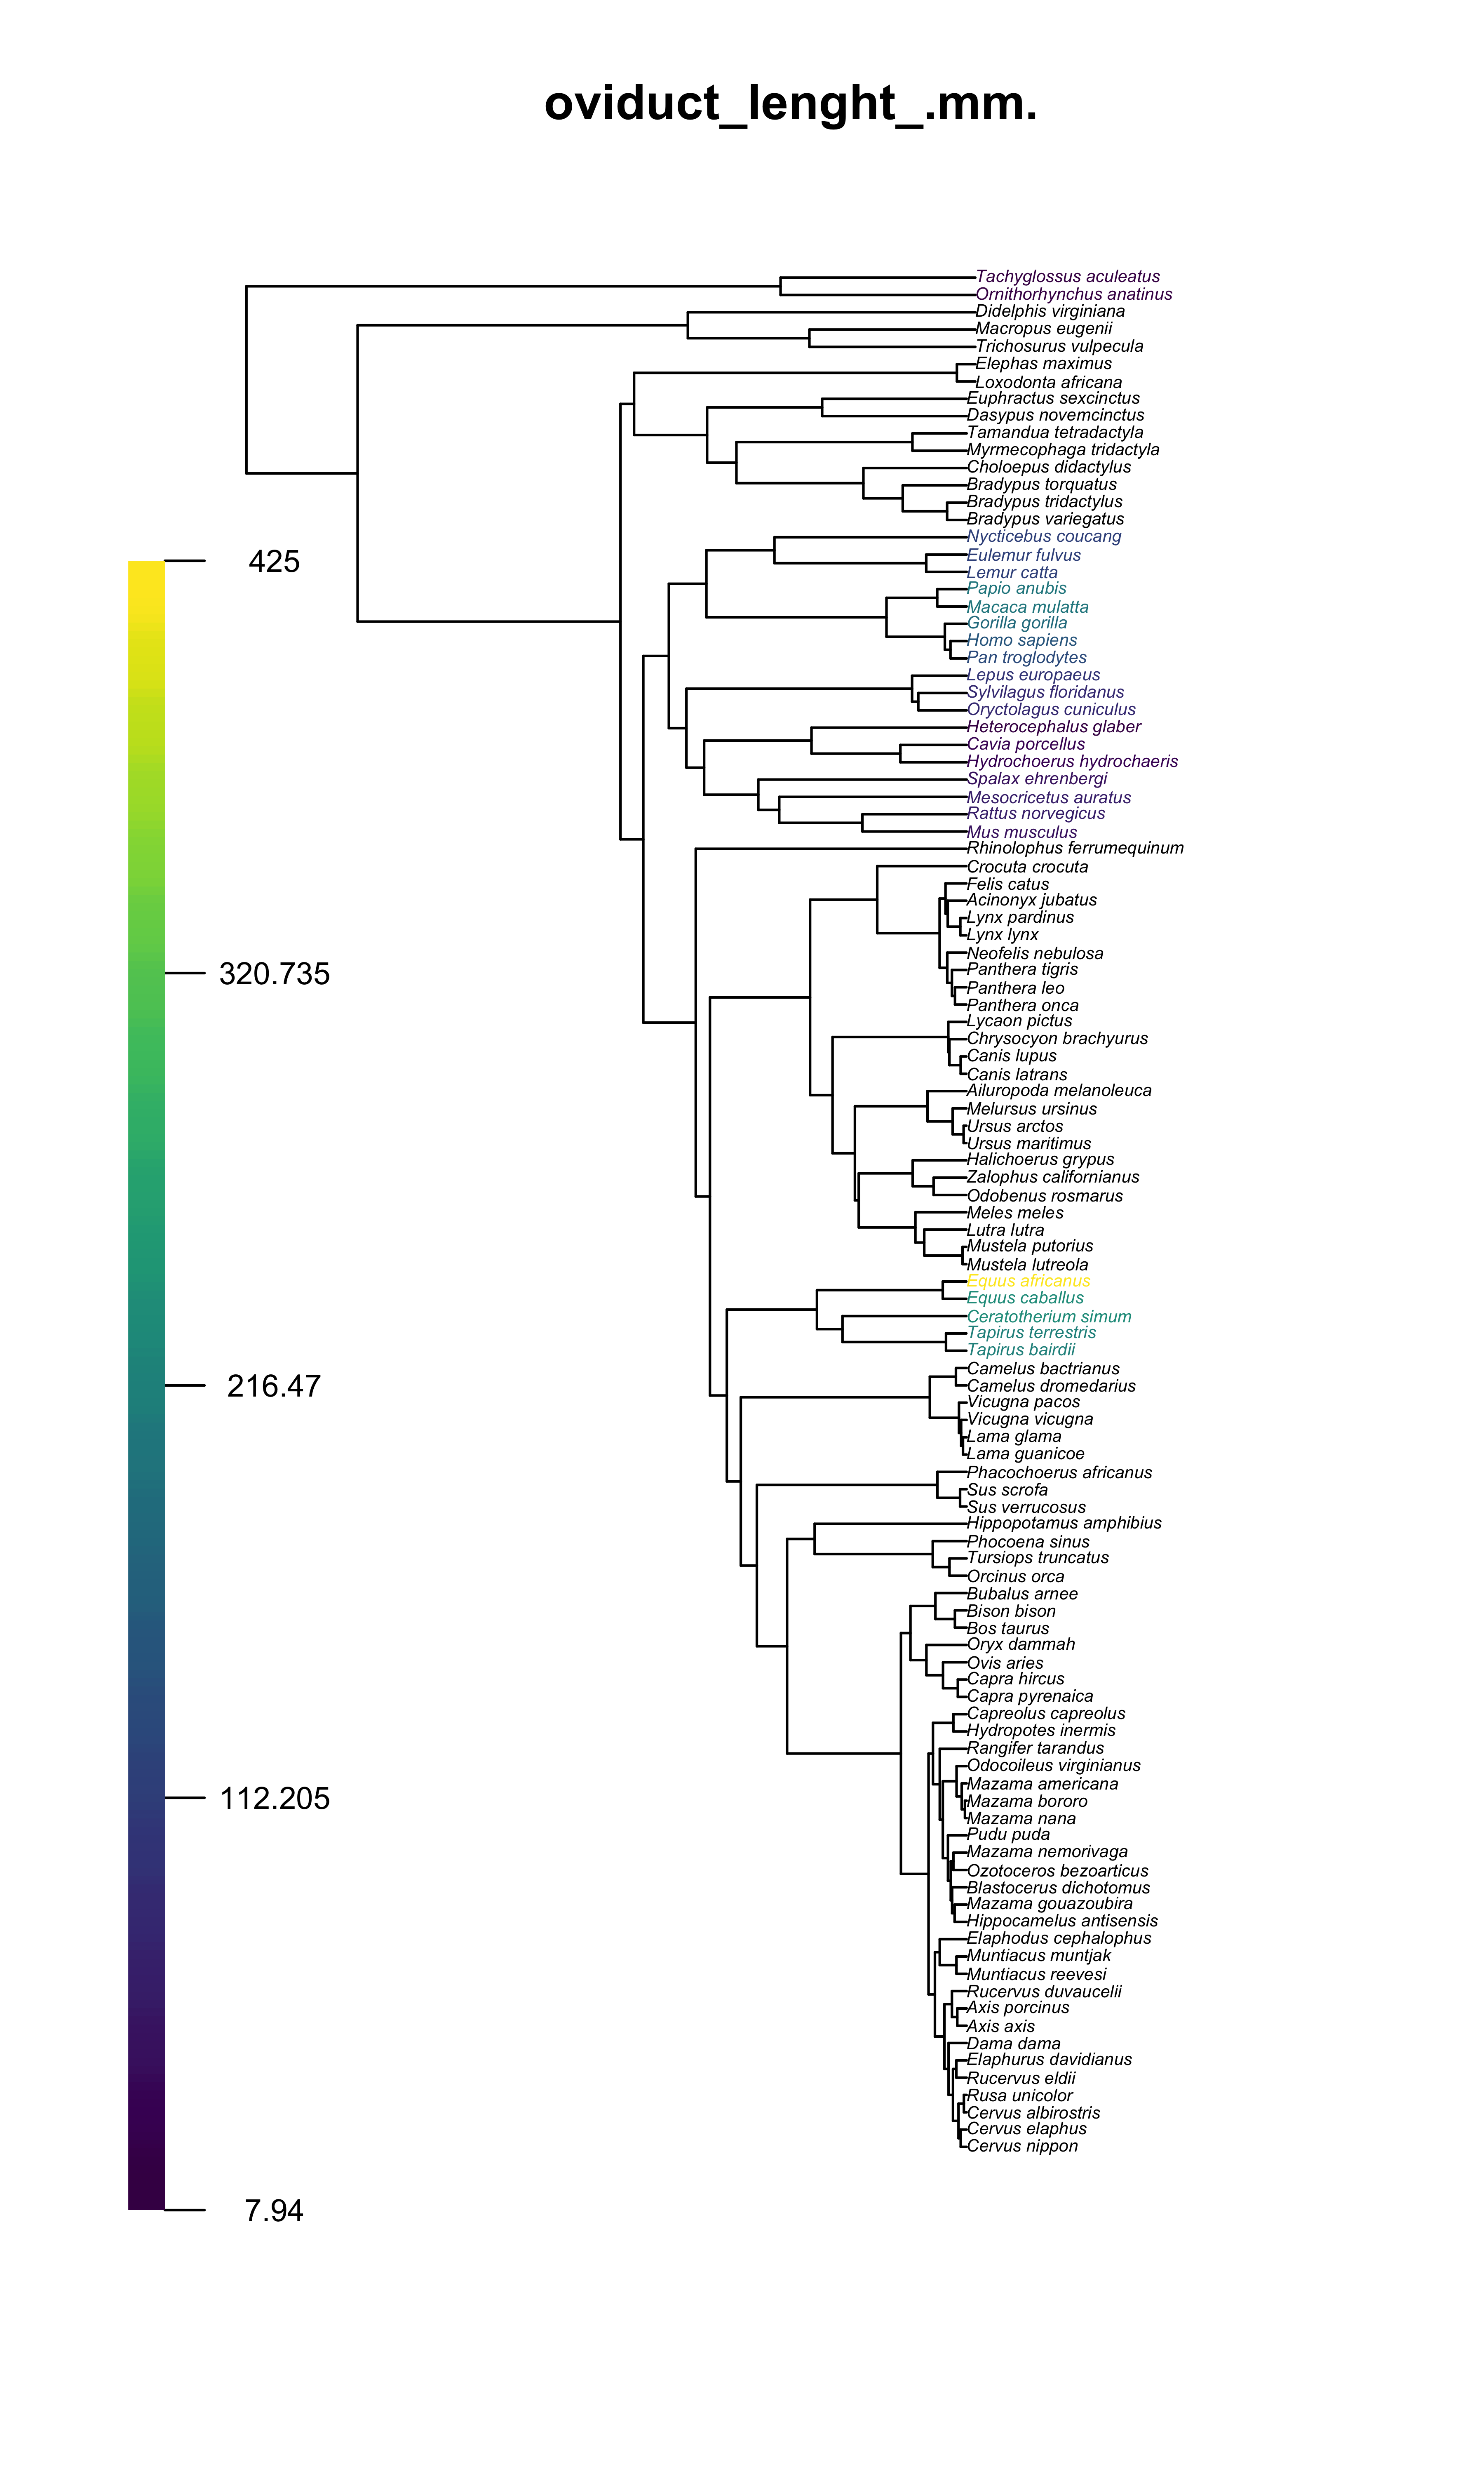 oviduct_lenght_.mm.
Tachyglossus aculeatus
Ornithorhynchus anatinus
Didelphis virginiana
Macropus eugenii
Trichosurus vulpecula
Elephas maximus
Loxodonta africana
Euphractus sexcinctus
Dasypus novemcinctus
Tamandua tetradactyla
Myrmecophaga tridactyla
Choloepus didactylus
Bradypus torquatus
Bradypus tridactylus
Bradypus variegatus
Nycticebus coucang
Eulemur fulvus
Lemur catta
Papio anubis
Macaca mulatta
Gorilla gorilla
Homo sapiens
Pan troglodytes
Lepus europaeus
Sylvilagus floridanus
Oryctolagus cuniculus
Heterocephalus glaber
Cavia porcellus
Hydrochoerus hydrochaeris
Spalax ehrenbergi
Mesocricetus auratus
Rattus norvegicus
Mus musculus
Rhinolophus ferrumequinum
Crocuta crocuta
Felis catus
Acinonyx jubatus
Lynx pardinus
Lynx lynx
Neofelis nebulosa
Panthera tigris
Panthera leo
Panthera onca
Lycaon pictus
Chrysocyon brachyurus
Canis lupus
Canis latrans
Ailuropoda melanoleuca
Melursus ursinus
Ursus arctos
Ursus maritimus
Halichoerus grypus
Zalophus californianus
Odobenus rosmarus
Meles meles
Lutra lutra
Mustela putorius
Mustela lutreola
Equus africanus
Equus caballus
Ceratotherium simum
Tapirus terrestris
Tapirus bairdii
Camelus bactrianus
Camelus dromedarius
Vicugna pacos
Vicugna vicugna
Lama glama
Lama guanicoe
Phacochoerus africanus
Sus scrofa
Sus verrucosus
Hippopotamus amphibius
Phocoena sinus
Tursiops truncatus
Orcinus orca
Bubalus arnee
Bison bison
Bos taurus
Oryx dammah
Ovis aries
Capra hircus
Capra pyrenaica
Capreolus capreolus
Hydropotes inermis
Rangifer tarandus
Odocoileus virginianus
Mazama americana
Mazama bororo
Mazama nana
Pudu puda
Mazama nemorivaga
Ozotoceros bezoarticus
Blastocerus dichotomus
Mazama gouazoubira
Hippocamelus antisensis
Elaphodus cephalophus
Muntiacus muntjak
Muntiacus reevesi
Rucervus duvaucelii
Axis porcinus
Axis axis
Dama dama
Elaphurus davidianus
Rucervus eldii
Rusa unicolor
Cervus albirostris
Cervus elaphus
Cervus nippon
425
320.735
216.47
112.205
7.94